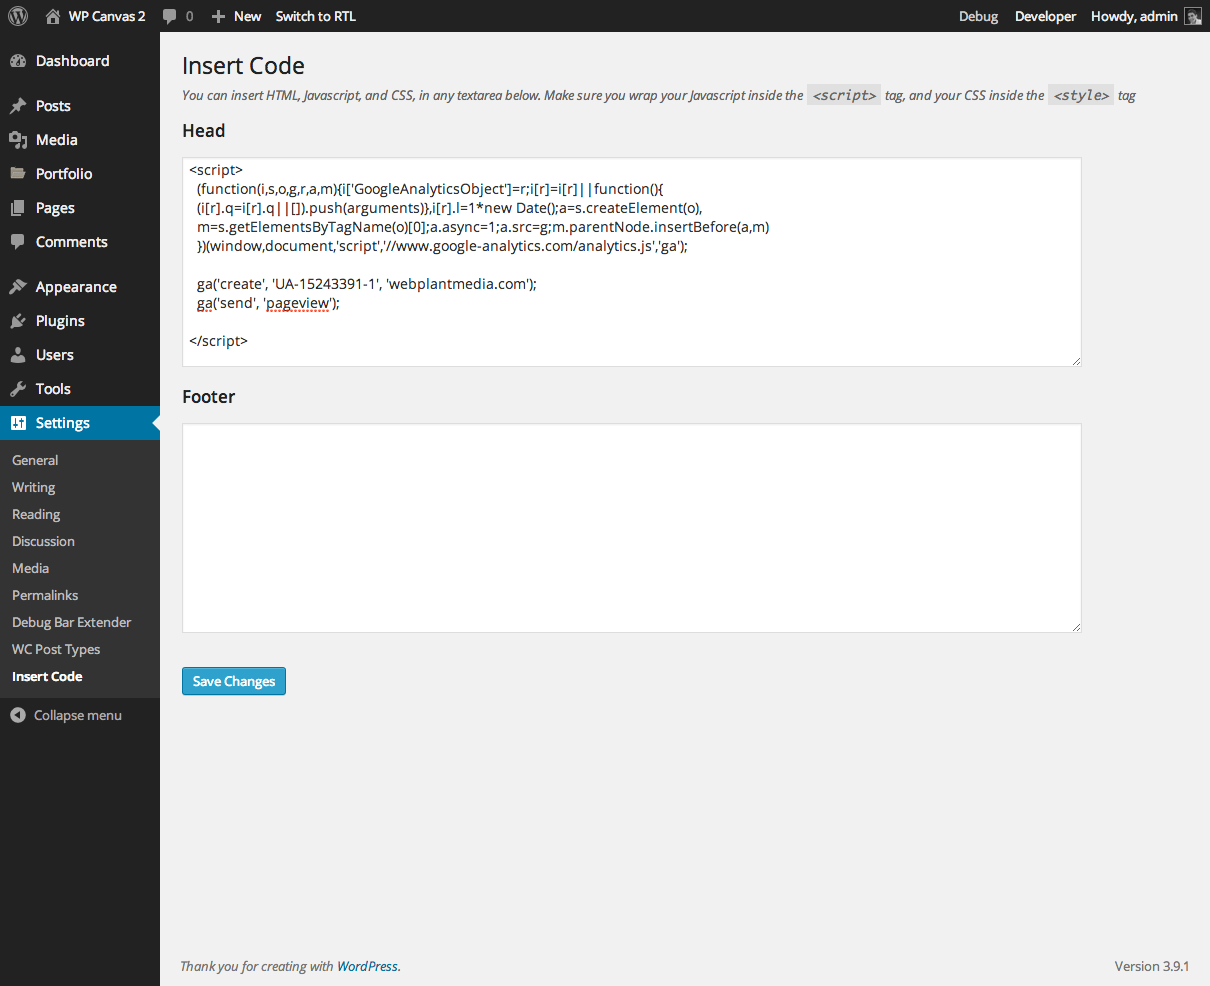 WP Canvas 2 0 New Switch to RTL Debug Developer Howdy, admin
Dashboard
Posts
Media
Portfolio
Pages
Comments
Appearance
Plugins
Users
Tools
Settings
General
Writing
Reading
Discussion
Media
Permalinks
Debug Bar Extender
WC Post Types
Insert Code
Collapse menu
Insert Code
You can insert HTML, Javascript, and CSS, in any textarea below. Make sure you wrap your Javascript inside the <script> tag, and your CSS inside the <style> tag
Head
<script>
(function(i,s,o,g,r,a,m){i['GoogleAnalyticsObject']=r;i[r]=i[r]||function(){
(i[r].q=i[r].q||[]).push(arguments)},i[r].l=1*new Date();a=s.createElement(o),
m=s.getElementsByTagName(o)[0];a.async=1;a.src=g;m.parentNode.insertBefore(a,m)
})(window,document,'script','//www.google-analytics.com/analytics.js','ga');
ga('create', 'UA-15243391-1', 'webplantmedia.com');
ga('send', 'pageview');
</script>
Footer
Save Changes
Thank you for creating with WordPress.
Version 3.9.1